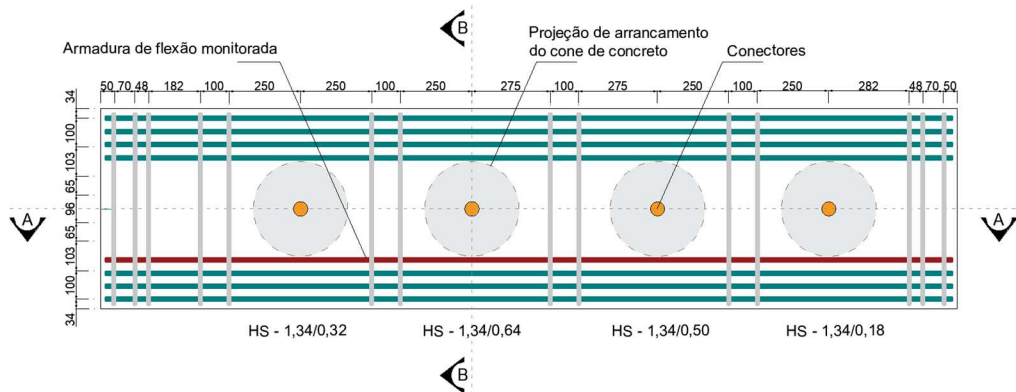 B
Armadura de flexão monitorada
Projeção de arrancamento
do cone de concreto
Conectores
50 70 48 182 100 250 250 100 275 275 100 275 250 100 250 282 48 70 50
34
100
103
65
96
65
103
100
34
A
A
HS - 1,34/0,32
HS - 1,34/0,64
HS - 1,34/0,50
HS - 1,34/0,18
B